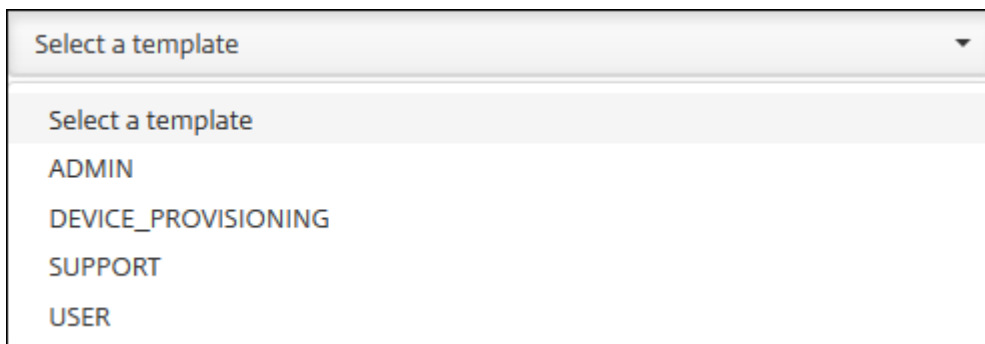 Select a template
Select a template
ADMIN
DEVICE_PROVISIONING
SUPPORT
USER